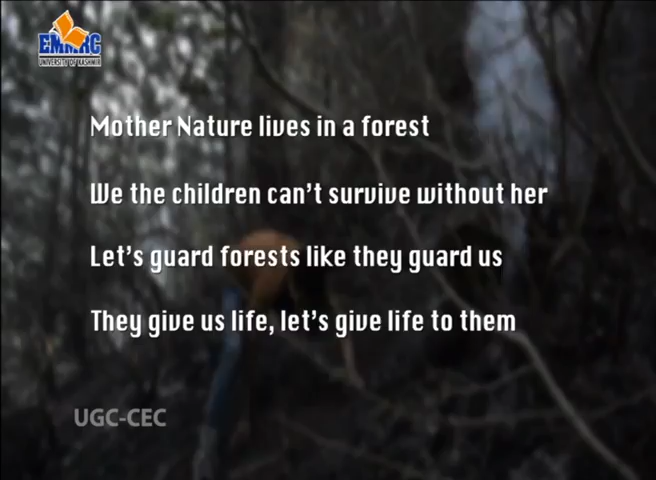 EMMRC
UNIVERSITY OF KASHMIR
Mother Nature lives in a forest
We the children can't survive without her
Let's guard forests like they guard us
They give us life, let's give life to them
UGC-CEC